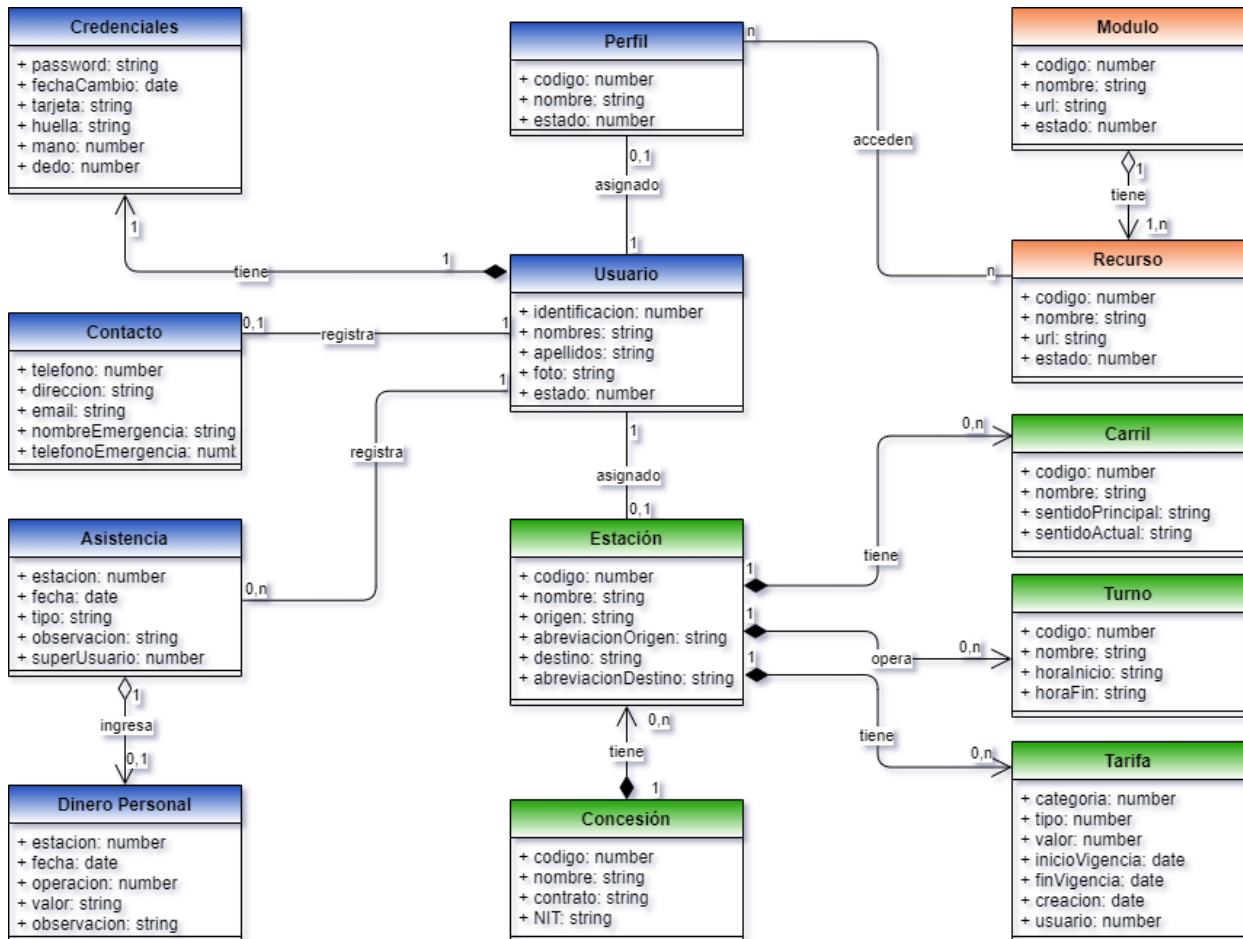 Credenciales
+ password: string
+ fechaCambio: date
+ tarjeta: string
+ huella: string
+ mano: number
+ dedo: number
Perfil
+ codigo: number
+ nombre: string
+ estado: number
Modulo
+ codigo: number
+ nombre: string
+ url: string
+ estado: number
n
acceden
n
0,1
asignado
1
1
tiene
1,n
1
tiene
1
Usuario
+ identificacion: number
+ nombres: string
+ apellidos: string
+ foto: string
+ estado: number
Recurso
+ codigo: number
+ nombre: string
+ url: string
+ estado: number
Contacto
+ telefono: number
+ direccion: string
+ email: string
+ nombreEmergencia: string
+ telefonoEmergencia: numb
0,1
registra
1
1
registra
0,n
1
asignado
0,1
Asistencia
+ estacion: number
+ fecha: date
+ tipo: string
+ observacion: string
+ superUsuario: number
Estación
+ codigo: number
+ nombre: string
+ origen: string
+ abreviacionOrigen: string
+ destino: string
+ abreviacionDestino: string
1
tiene
0,n
1
opera
0,n
1
tiene
0,n
Carril
+ codigo: number
+ nombre: string
+ sentidoPrincipal: string
+ sentidoActual: string
Turno
+ codigo: number
+ nombre: string
+ horaInicio: string
+ horaFin: string
1
ingresa
0,1
0,n
tiene
1
Dinero Personal
+ estacion: number
+ fecha: date
+ operacion: number
+ valor: string
+ observacion: string
Concesión
+ codigo: number
+ nombre: string
+ contrato: string
+ NIT: string
Tarifa
+ categoria: number
+ tipo: number
+ valor: number
+ inicioVigencia: date
+ finVigencia: date
+ creacion: date
+ usuario: number